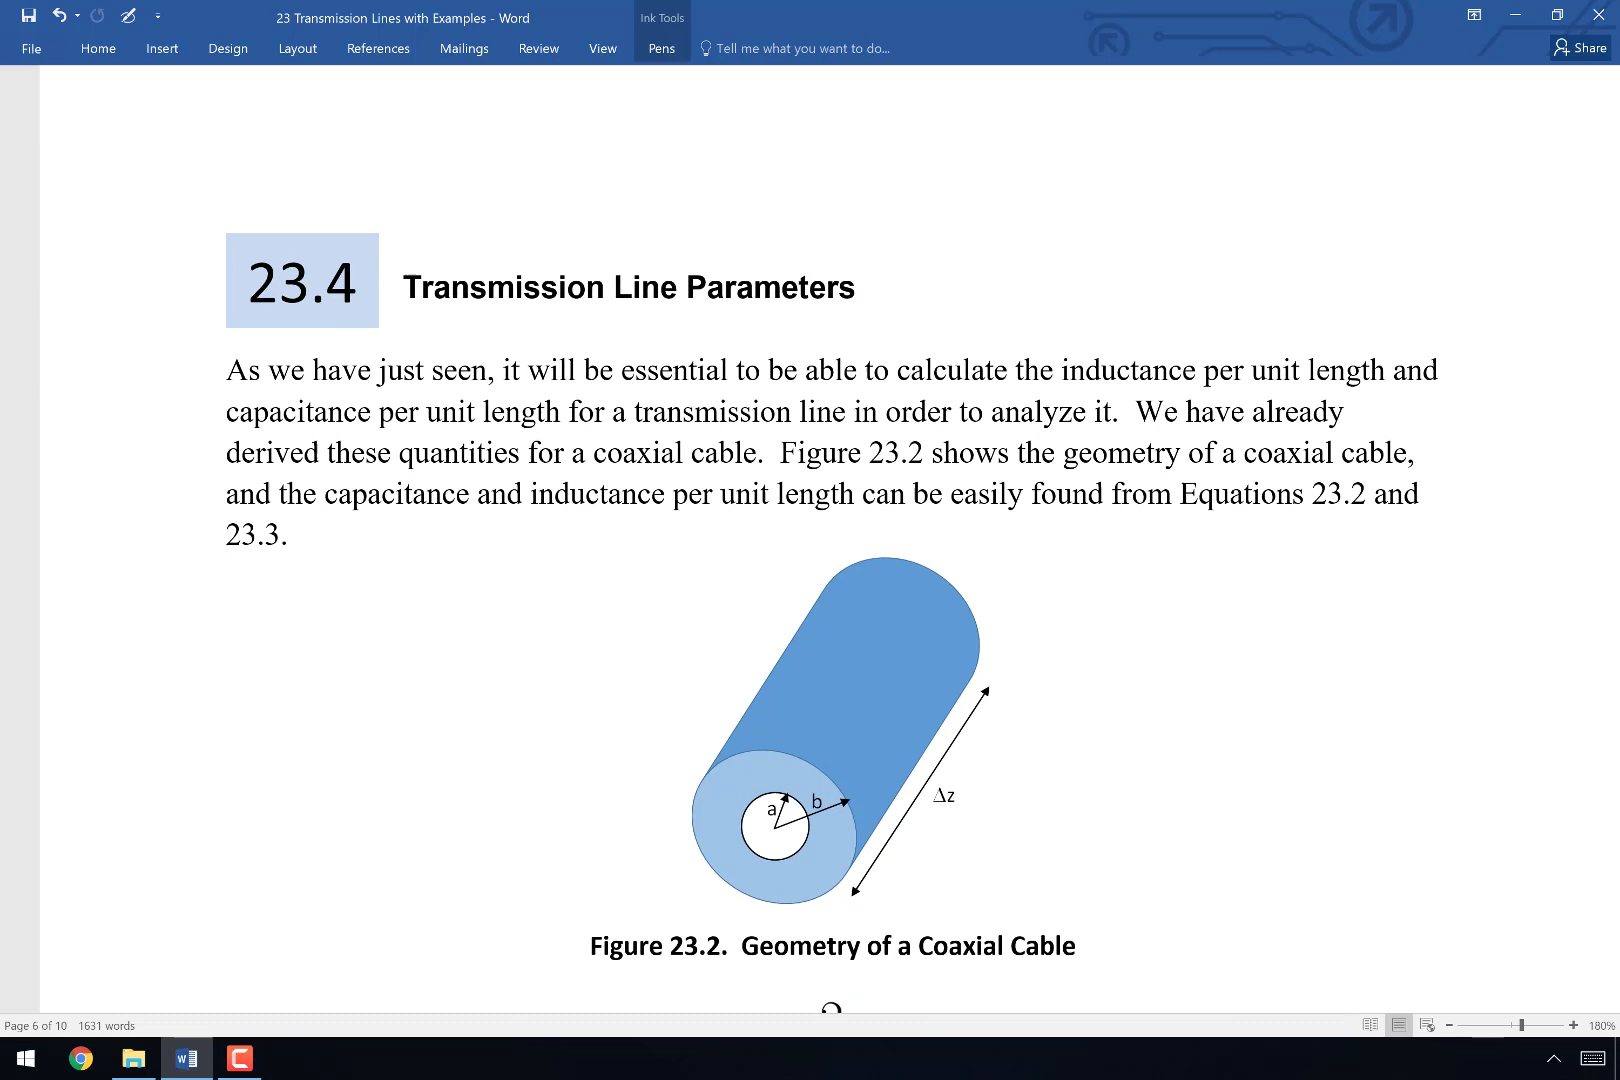 23 Transmission Lines with Examples - Word
Ink Tools
File Home Insert Design Layout References Mailings Review View Pens Tell me what you want to do... Share
23.4 Transmission Line Parameters
As we have just seen, it will be essential to be able to calculate the inductance per unit length and
capacitance per unit length for a transmission line in order to analyze it. We have already
derived these quantities for a coaxial cable. Figure 23.2 shows the geometry of a coaxial cable,
and the capacitance and inductance per unit length can be easily found from Equations 23.2 and
23.3.
a b
Δz
Figure 23.2. Geometry of a Coaxial Cable
Page 6 of 10 1631 words
180%